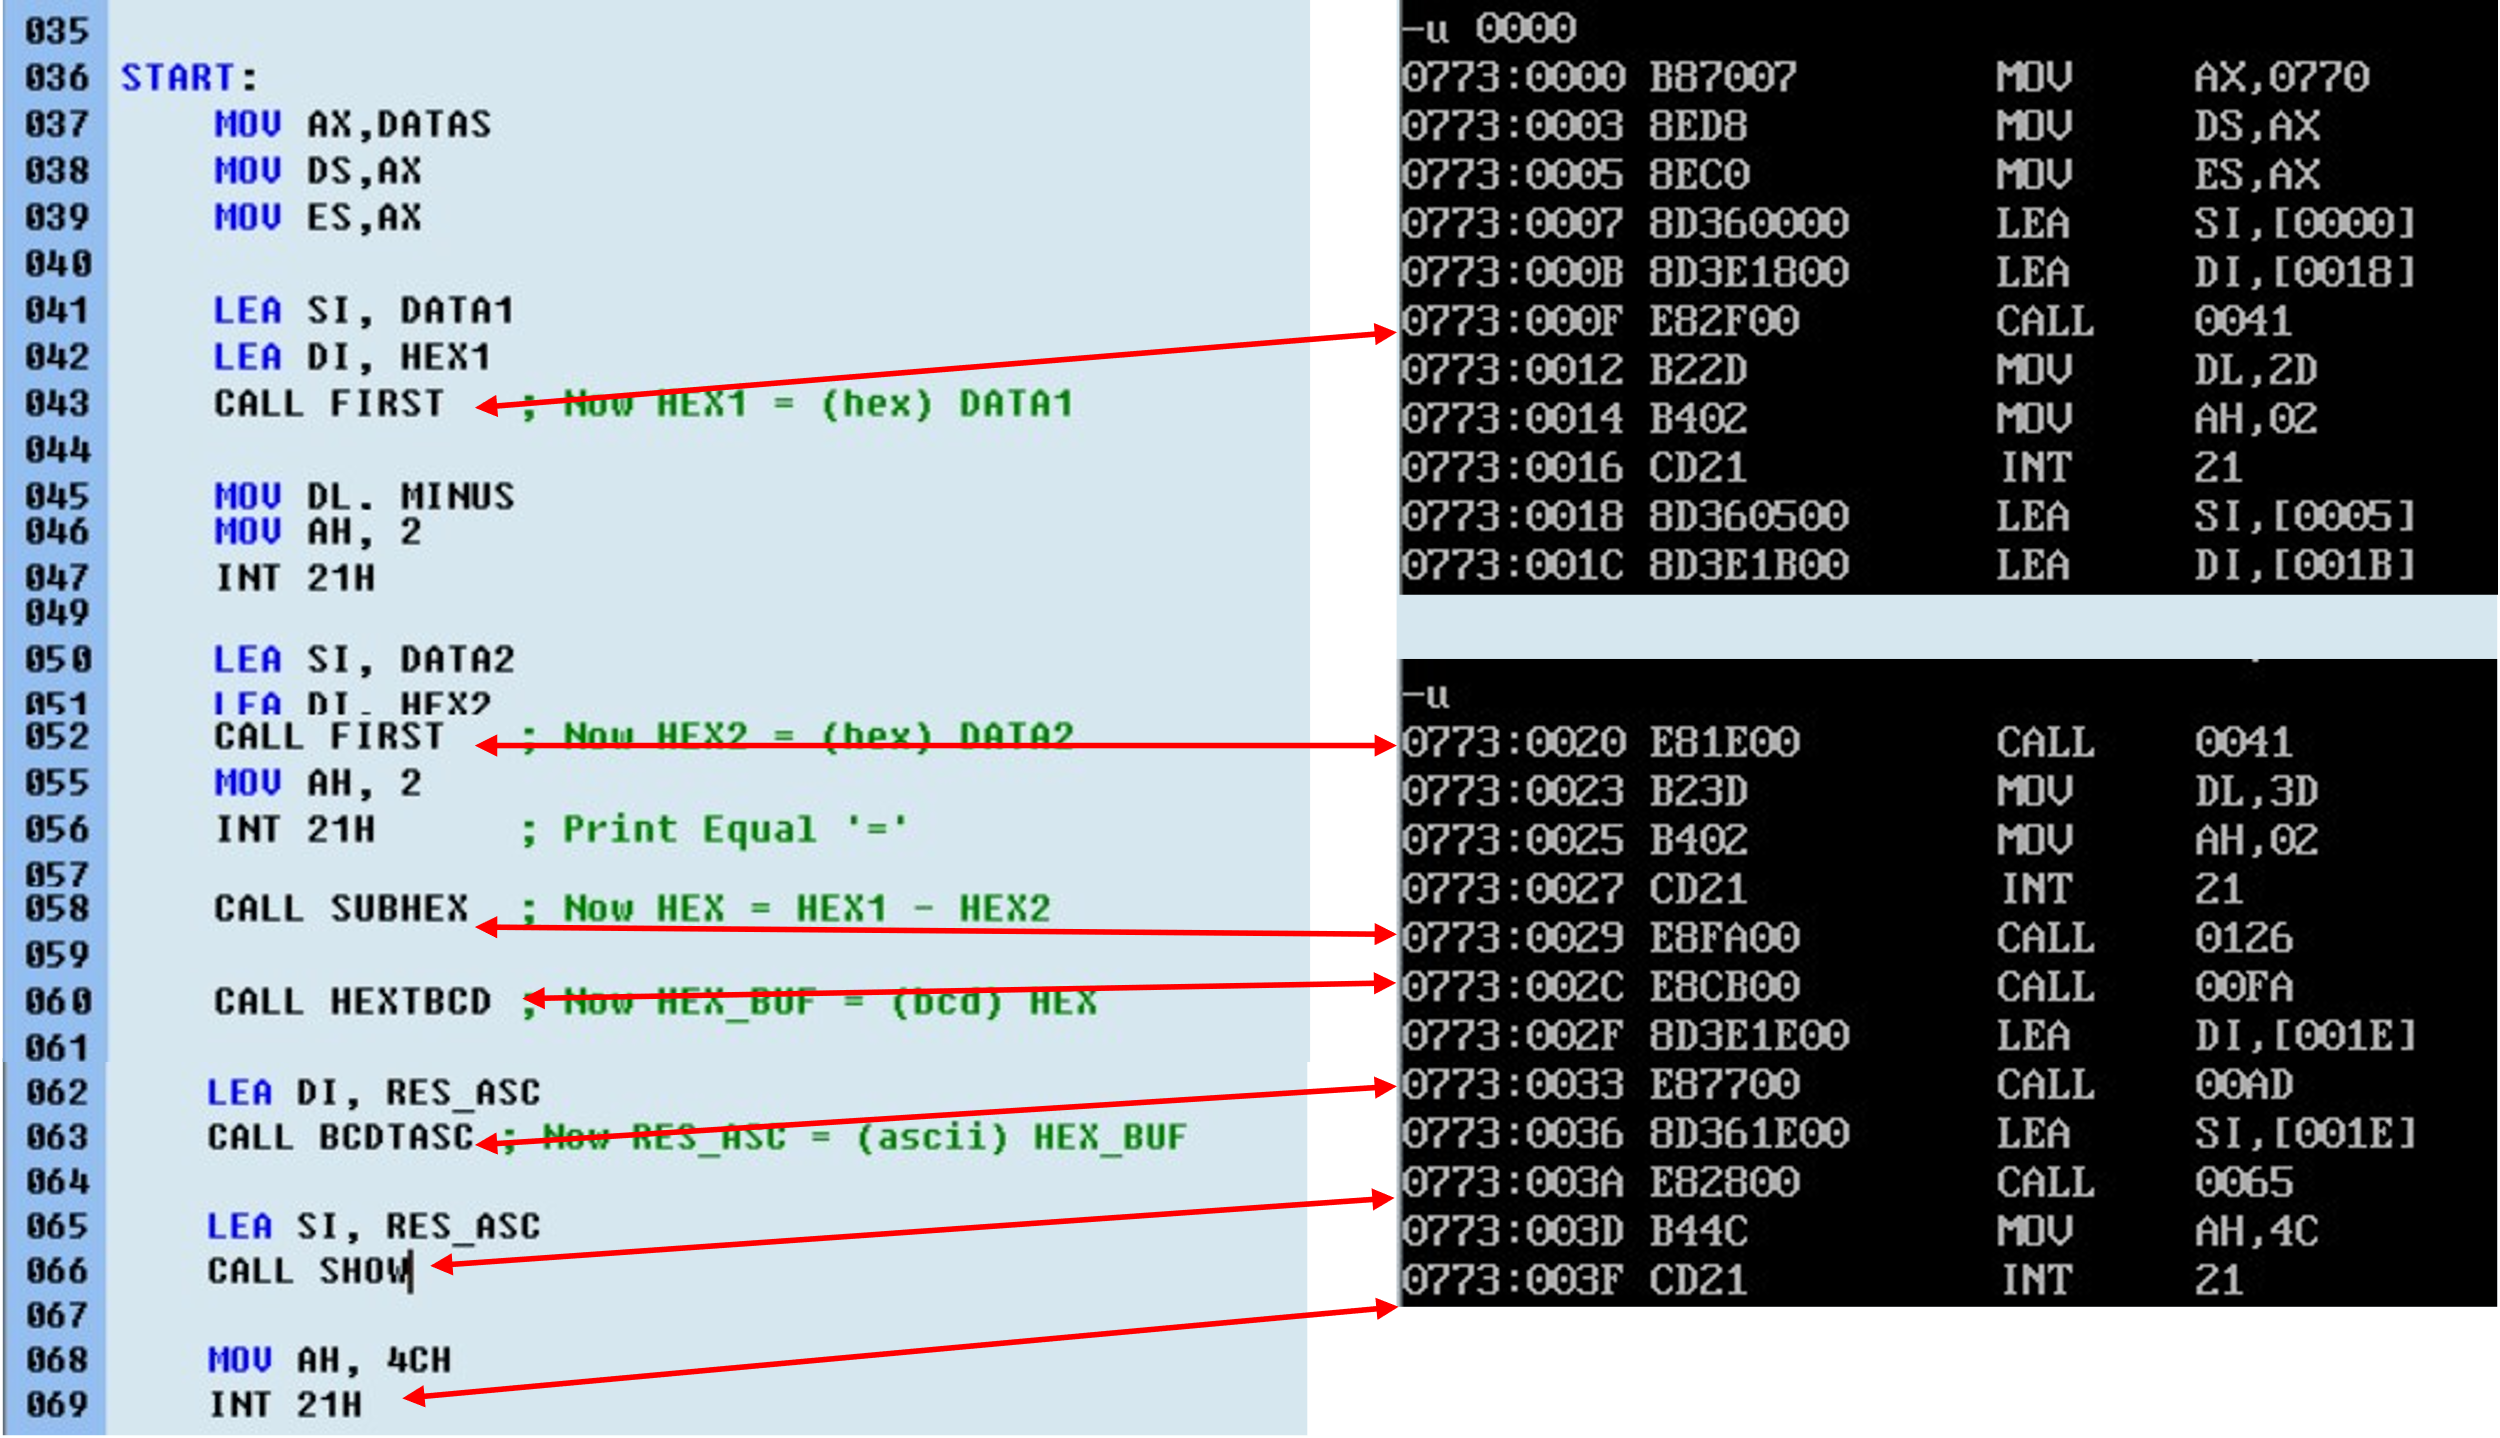 035
036 START:
037 MOV AX,DATAS
038 MOV DS,AX
039 MOV ES,AX
040
041 LEA SI, DATA1
042 LEA DI, HEX1
043 CALL FIRST ; Now HEX1 = (hex) DATA1
044
045 MOV DL, MINUS
046 MOV AH, 2
047 INT 21H
049
050 LEA SI, DATA2
051 LEA DI, HEX2
052 CALL FIRST ; Now HEX2 = (hex) DATA2
055 MOV AH, 2
056 INT 21H ; Print Equal '='
057
058 CALL SUBHEX ; Now HEX = HEX1 - HEX2
059
060 CALL HEXTBCD ; Now HEX_BUF = (bcd) HEX
061
062 LEA DI, RES_ASC
063 CALL BCDTASC ; Now RES_ASC = (ascii) HEX_BUF
064
065 LEA SI, RES_ASC
066 CALL SHOW
067
068 MOV AH, 4CH
069 INT 21H
-u 0000
0773:0000 B87007 MOV AX,0770
0773:0003 8ED8 MOV DS,AX
0773:0005 8EC0 MOV ES,AX
0773:0007 8D360000 LEA SI,[0000]
0773:000B 8D3E1800 LEA DI,[0018]
0773:000F E82F00 CALL 0041
0773:0012 B22D MOV DL,2D
0773:0014 B402 MOV AH,02
0773:0016 CD21 INT 21
0773:0018 8D360500 LEA SI,[0005]
0773:001C 8D3E1B00 LEA DI,[001B]
-u
0773:0020 E81E00 CALL 0041
0773:0023 B23D MOV DL,3D
0773:0025 B402 MOV AH,02
0773:0027 CD21 INT 21
0773:0029 E8FA00 CALL 0126
0773:002C E8CB00 CALL 00FA
0773:002F 8D3E1E00 LEA DI,[001E]
0773:0033 E87700 CALL 00AD
0773:0036 8D361E00 LEA SI,[001E]
0773:003A E82800 CALL 0065
0773:003D B44C MOV AH,4C
0773:003F CD21 INT 21